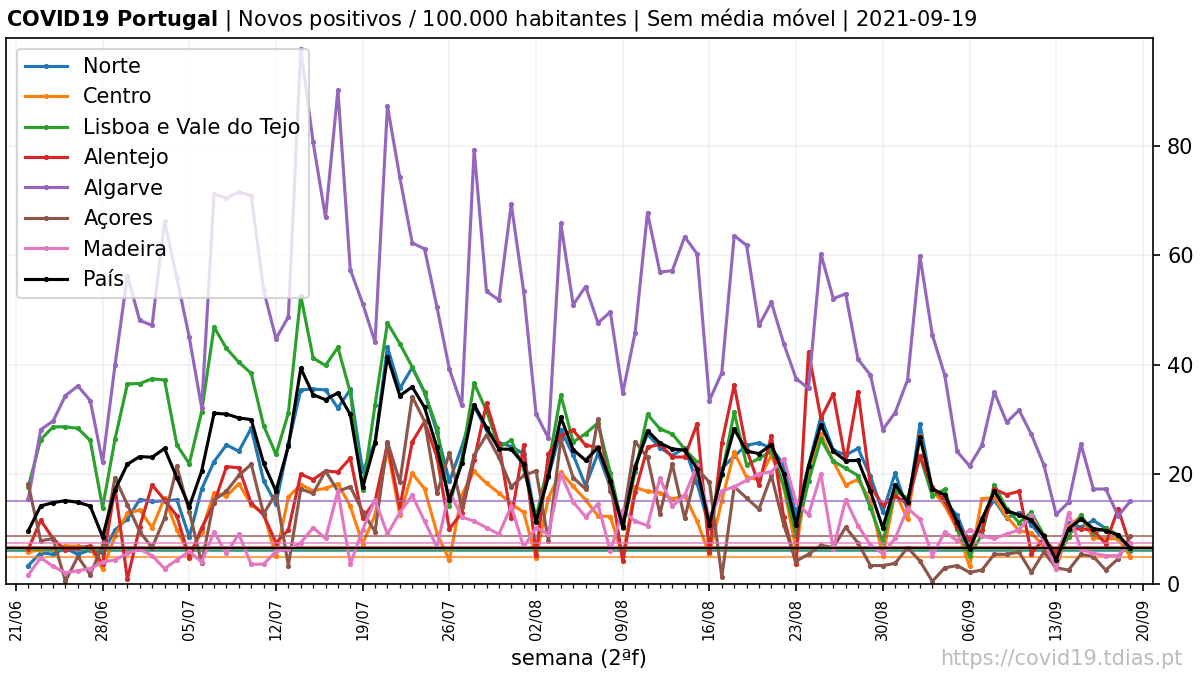 COVID19 Portugal | Novos positivos / 100.000 habitantes | Sem média móvel | 2021-09-19
Norte
Centro
Lisboa e Vale do Tejo
Alentejo
Algarve
Açores
Madeira
País
80
60
40
20
0
21/06
28/06
05/07
12/07
19/07
26/07
02/08
09/08
16/08
23/08
30/08
06/09
13/09
20/09
semana (2ªf)
https://covid19.tdias.pt